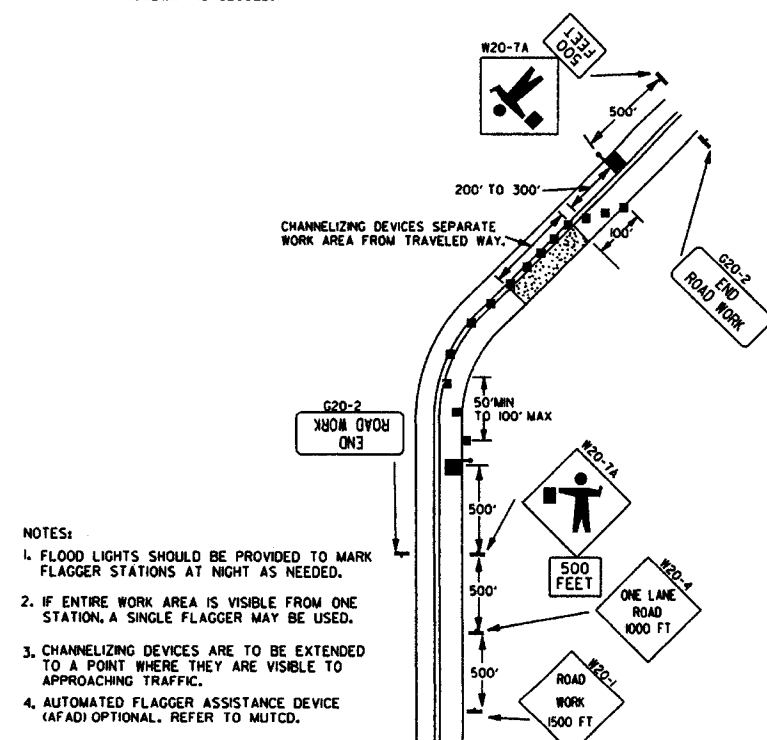 W20-7A
500
FEET
500'
200' TO 300'
CHANNELIZING DEVICES SEPARATE
WORK AREA FROM TRAVELED WAY.
100'
G20-2
END
ROAD WORK
G20-2
END
ROAD WORK
50'MIN
TO 100' MAX
W20-7A
500'
500
FEET
W20-4
ONE LANE
ROAD
1000 FT
500'
W20-1
ROAD
WORK
1500 FT
500'
NOTES:
1. FLOOD LIGHTS SHOULD BE PROVIDED TO MARK
FLAGGER STATIONS AT NIGHT AS NEEDED.
2. IF ENTIRE WORK AREA IS VISIBLE FROM ONE
STATION, A SINGLE FLAGGER MAY BE USED.
3. CHANNELIZING DEVICES ARE TO BE EXTENDED
TO A POINT WHERE THEY ARE VISIBLE TO
APPROACHING TRAFFIC.
4. AUTOMATED FLAGGER ASSISTANCE DEVICE
(AFAD) OPTIONAL. REFER TO MUTCD.